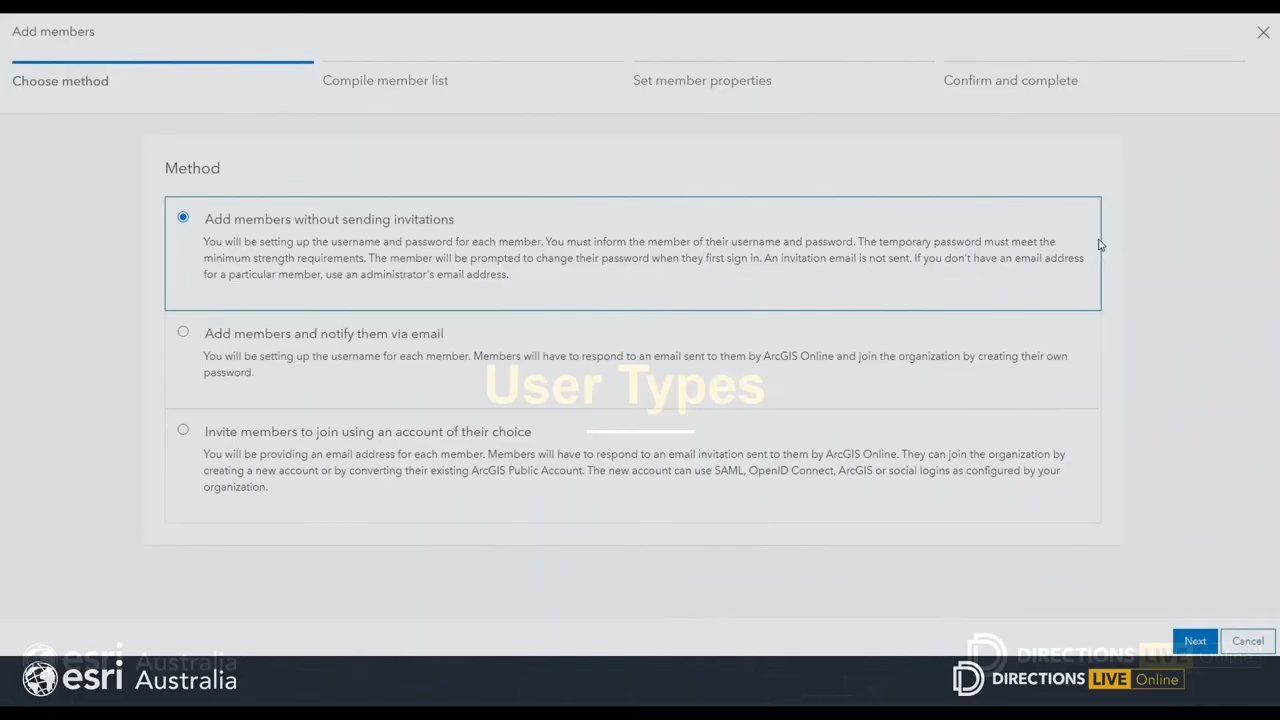 Add members
Choose method
Compile member list
Set member properties
Confirm and complete
Method
Add members without sending invitations
You will be setting up the username and password for each member. You must inform the member of their username and password. The temporary password must meet the
minimum strength requirements. The member will be prompted to change their password when they first sign in. An invitation email is not sent. If you don't have an email address
for a particular member, use an administrator's email address.
Add members and notify them via email
You will be setting up the username for each member. Members will have to respond to an email sent to them by ArcGIS Online and join the organization by creating their own
password.
User Types
Invite members to join using an account of their choice
You will be providing an email address for each member. Members will have to respond to an email invitation sent to them by ArcGIS Online. They can join the organization by
creating a new account or by converting their existing ArcGIS Public Account. The new account can use SAML, OpenID Connect, ArcGIS or social logins as configured by your
organization.
Next
Cancel
esri Australia
DIRECTIONS LIVE Online
esri Australia
DIRECTIONS LIVE Online